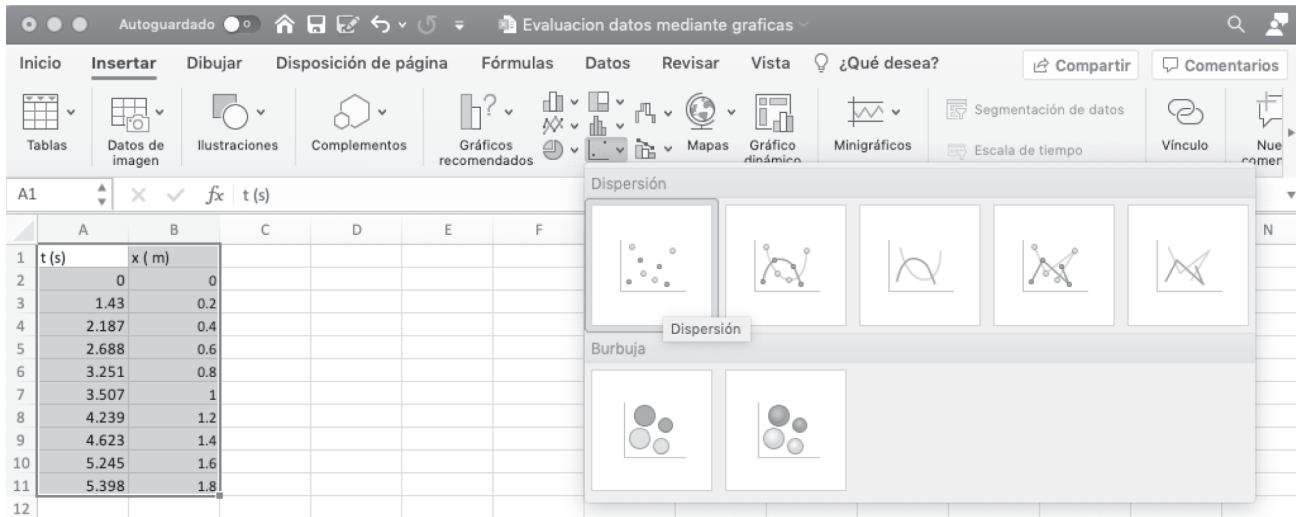 Autoguardado Evaluacion datos mediante graficas
Inicio Insertar Dibujar Disposición de página Fórmulas Datos Revisar Vista ¿Qué desea? Compartir Comentarios
Tablas Datos de imagen Ilustraciones Complementos Gráficos recomendados Mapas Gráfico dinámico Minigráficos Segmentación de datos Escala de tiempo Vínculo Nue comer
A1 fx t (s)
Dispersión
A B C D E F N
1 t (s) x ( m)
2 0 0
3 1.43 0.2
4 2.187 0.4
Dispersión
5 2.688 0.6
Burbuja
6 3.251 0.8
7 3.507 1
8 4.239 1.2
9 4.623 1.4
10 5.245 1.6
11 5.398 1.8
12